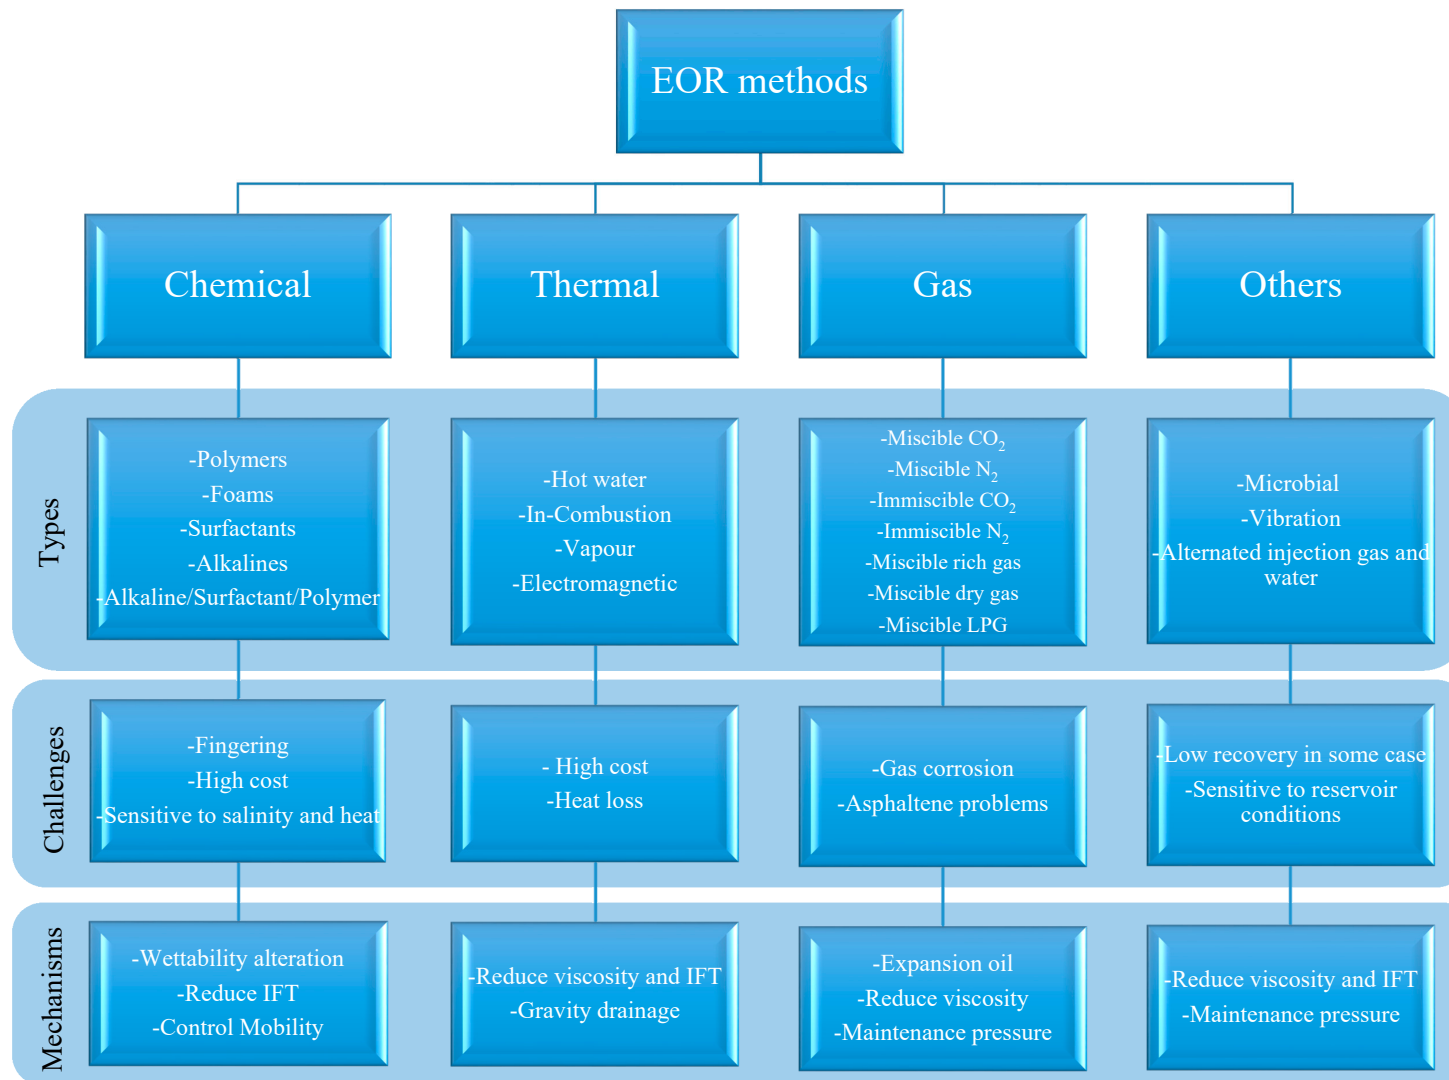 EOR methods
Chemical
Thermal
Gas
Others
Types
-Polymers
-Foams
-Surfactants
-Alkalines
-Alkaline/Surfactant/Polymer
-Hot water
-In-Combustion
-Vapour
-Electromagnetic
-Miscible CO₂
-Miscible N₂
-Immiscible CO₂
-Immiscible N₂
-Miscible rich gas
-Miscible dry gas
-Miscible LPG
-Microbial
-Vibration
-Alternated injection gas and
water
Challenges
-Fingering
-High cost
-Sensitive to salinity and heat
- High cost
-Heat loss
-Gas corrosion
-Asphaltene problems
-Low recovery in some case
-Sensitive to reservoir
conditions
Mechanisms
-Wettability alteration
-Reduce IFT
-Control Mobility
-Reduce viscosity and IFT
-Gravity drainage
-Expansion oil
-Reduce viscosity
-Maintenance pressure
-Reduce viscosity and IFT
-Maintenance pressure